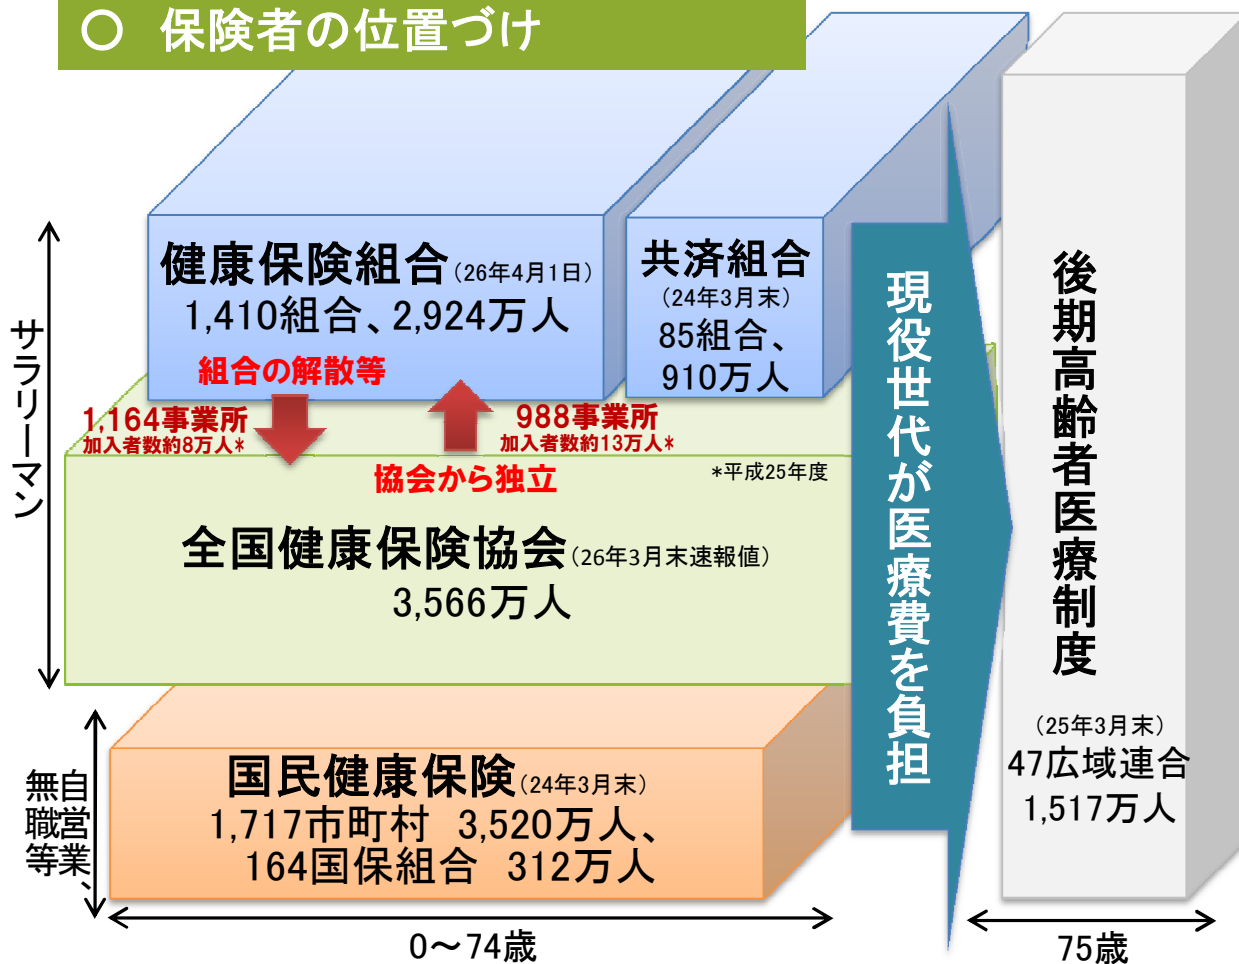 ○ 保険者の位置づけ
サラリーマン
健康保険組合(26年4月1日)
1,410組合、2,924万人
共済組合
(24年3月末)
85組合、
910万人
組合の解散等
1,164事業所
加入者数約8万人*
988事業所
加入者数約13万人*
協会から独立
*平成25年度
全国健康保険協会(26年3月末速報値)
3,566万人
自営業、
無職等
国民健康保険(24年3月末)
1,717市町村 3,520万人、
164国保組合 312万人
0～74歳
現役世代が医療費を負担
後期高齢者医療制度
(25年3月末)
47広域連合
1,517万人
75歳